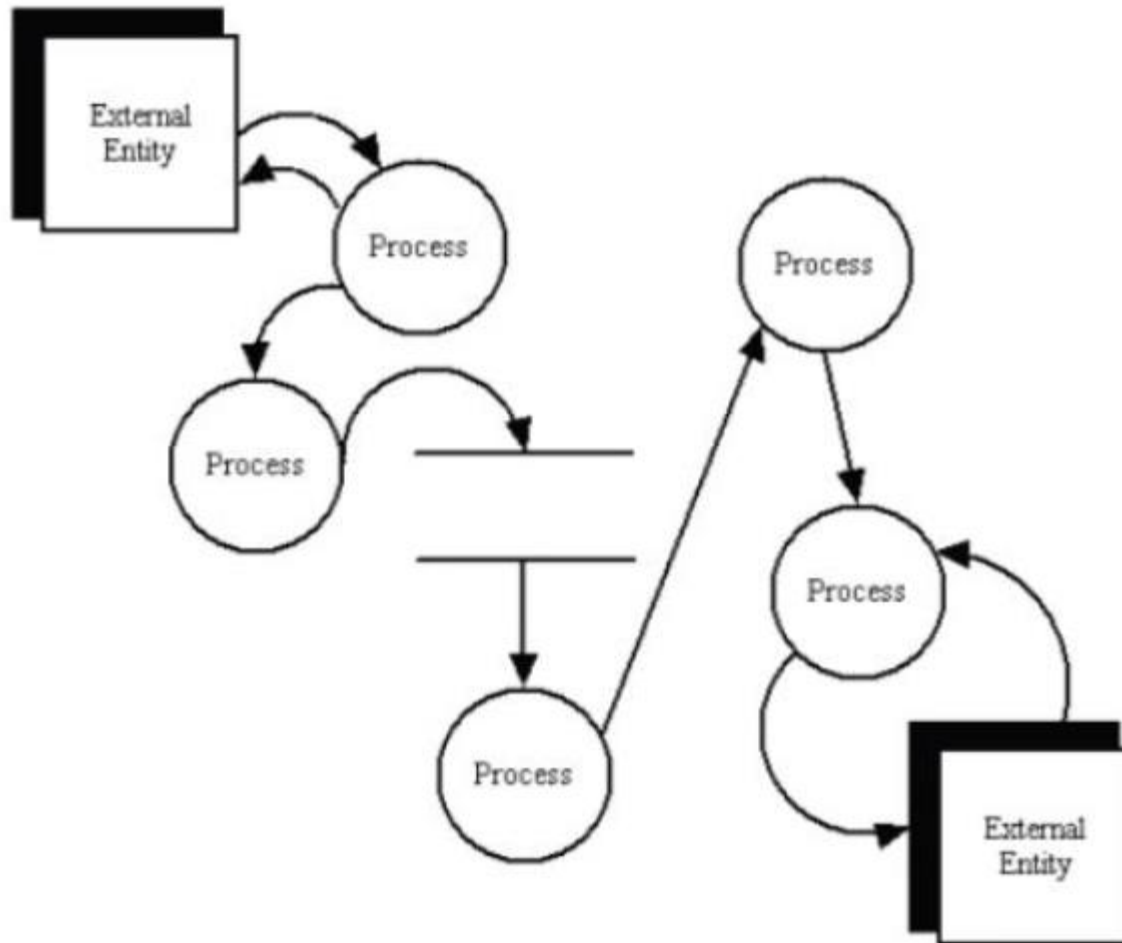 External
Entity
Process
Process
Process
Process
Process
External
Entity